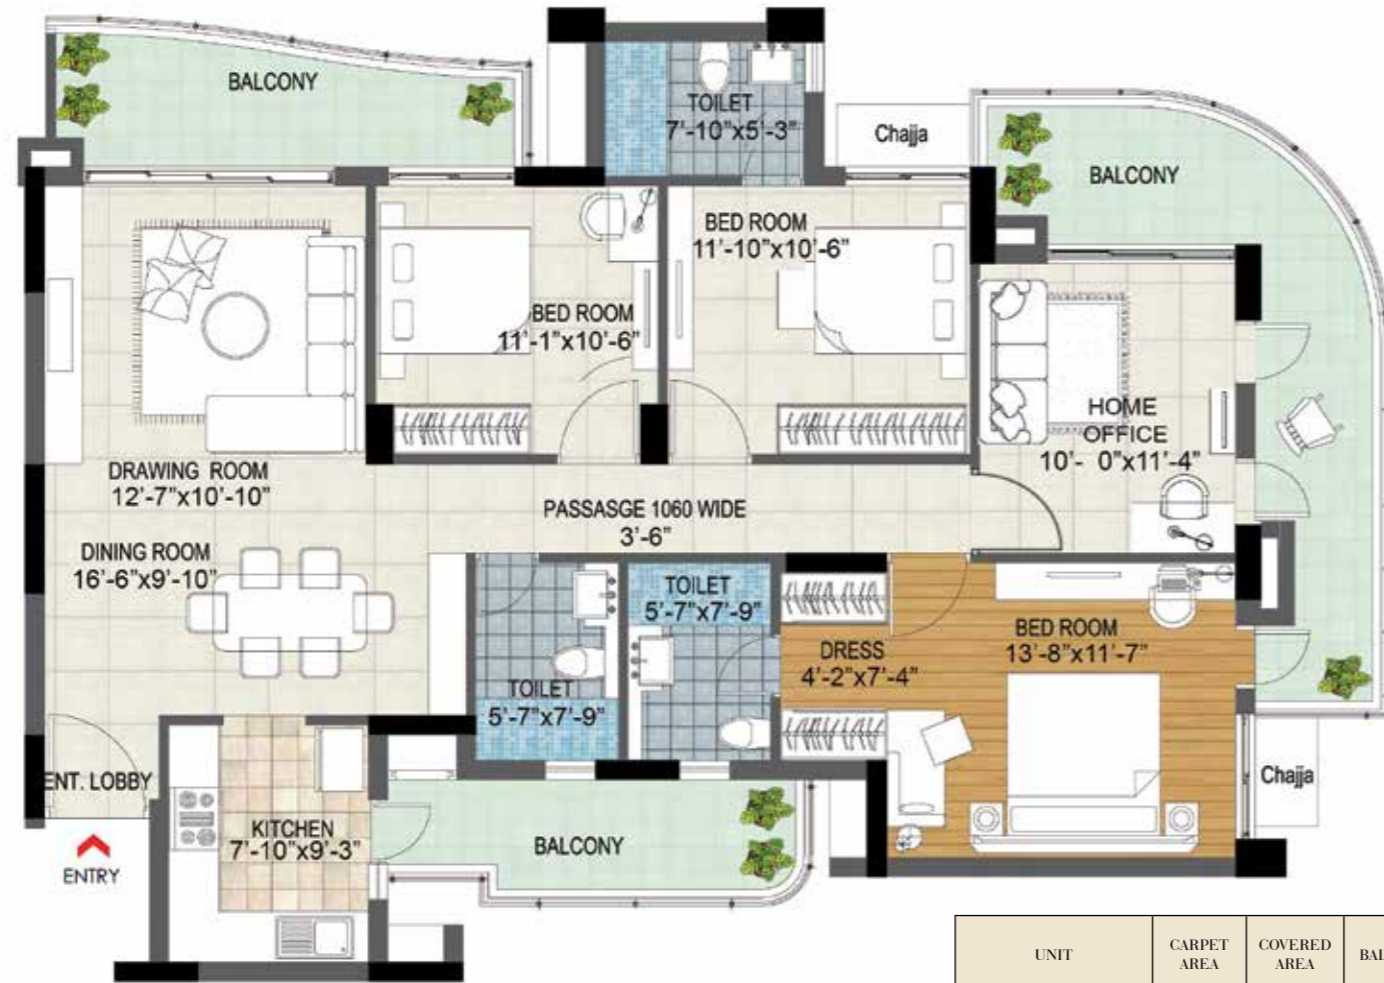 BALCONY
TOILET
7'-10"x5'-3"
Chajja
BALCONY
BED ROOM
11'-10"x10'-6"
BED ROOM
11'-1"x10'-6"
HOME
OFFICE
10'- 0"x11'-4"
DRAWING ROOM
12'-7"x10'-10"
PASSASGE 1060 WIDE
3'-6"
DINING ROOM
16'-6"x9'-10"
TOILET
5'-7"x7'-9"
BED ROOM
13'-8"x11'-7"
DRESS
4'-2"x7'-4"
TOILET
5'-7"x7'-9"
ENT. LOBBY
Chajja
KITCHEN
7'-10"x9'-3"
BALCONY
ENTRY
UNIT
CARPET
AREA
COVERED
AREA